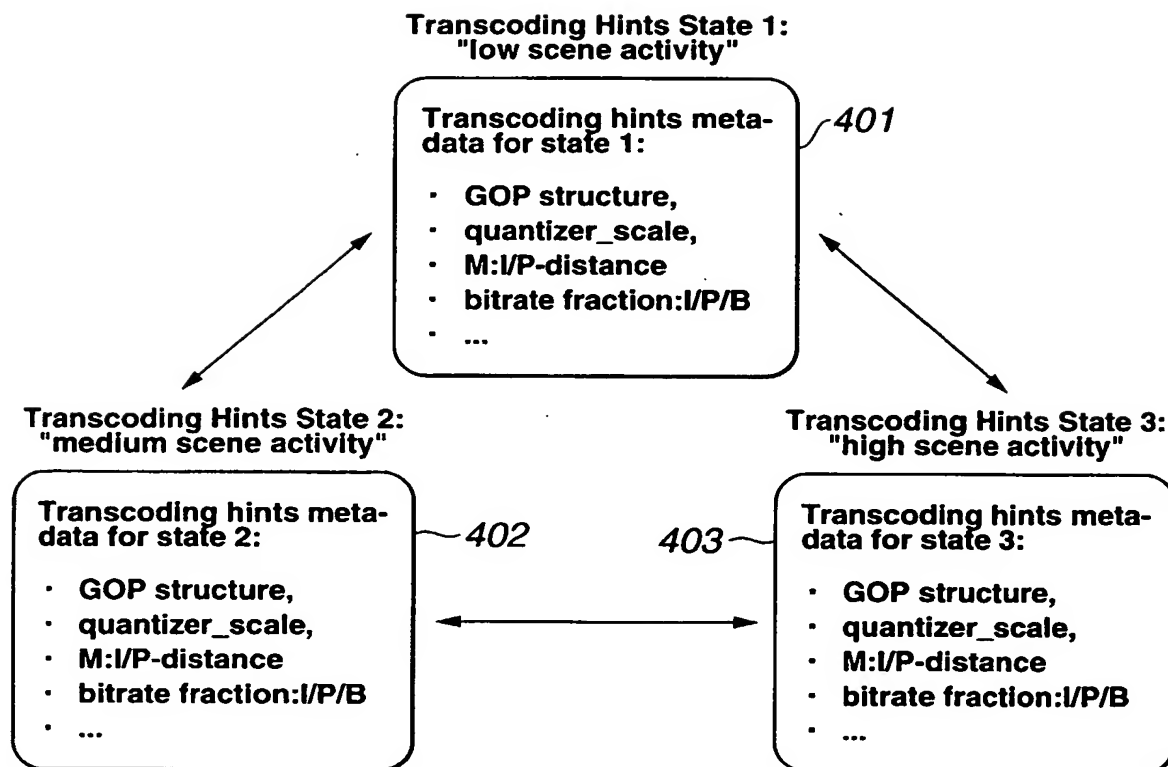 Transcoding Hints State 1:
"low scene activity"
Transcoding hints meta-
data for state 1:
· GOP structure,
· quantizer_scale,
· M:I/P-distance
· bitrate fraction:I/P/B
· ...
401
Transcoding Hints State 2:
"medium scene activity"
Transcoding hints meta-
data for state 2:
· GOP structure,
· quantizer_scale,
· M:I/P-distance
· bitrate fraction:I/P/B
· ...
402
Transcoding Hints State 3:
"high scene activity"
403
Transcoding hints meta-
data for state 3:
· GOP structure,
· quantizer_scale,
· M:I/P-distance
· bitrate fraction:I/P/B
· ...